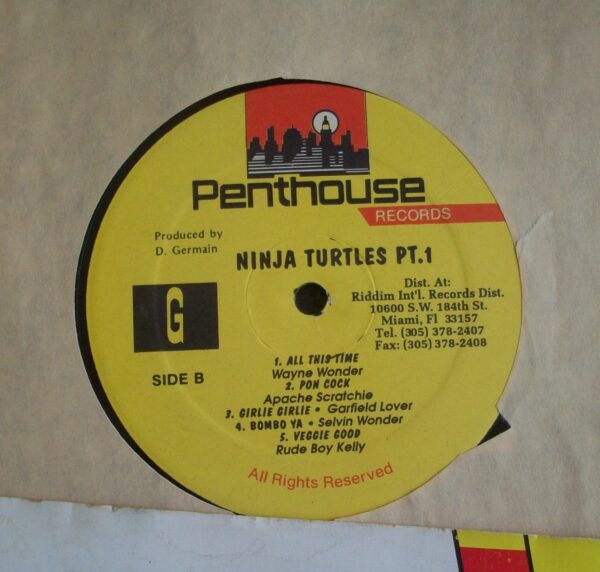 Penthouse
RECORDS
Produced by
D. Germain
NINJA TURTLES PT.1
Dist. At:
Riddim Int'l. Records Dist.
10600 S.W. 184th St.
Miami, Fl 33157
Tel. (305) 378-2407
Fax: (305) 378-2408
G
SIDE B
1. ALL THIS TIME
Wayne Wonder
2. PON COCK
Apache Scratchie
3. GIRLIE GIRLIE • Garfield Lover
4. BOMBO YA • Selvin Wonder
5. VEGGIE GOOD
Rude Boy Kelly
All Rights Reserved